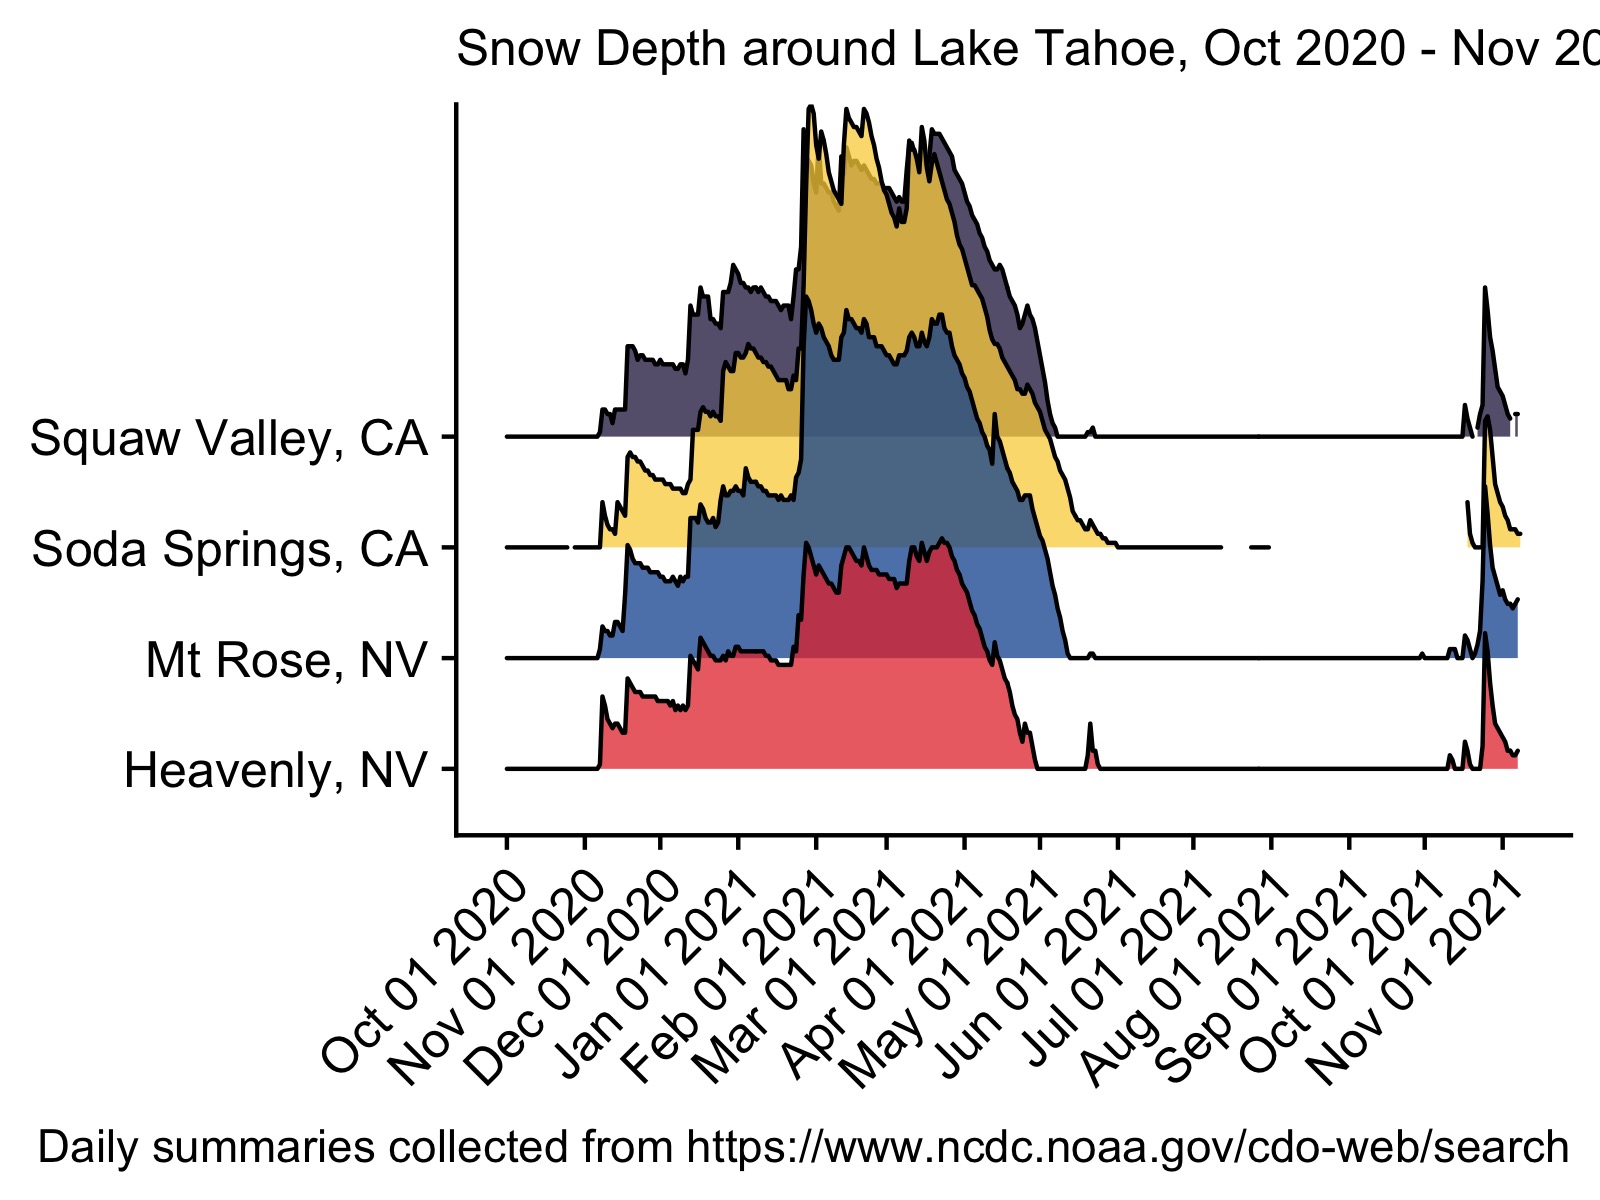 Snow Depth around Lake Tahoe, Oct 2020 - Nov 20
Squaw Valley, CA
Soda Springs, CA
Mt Rose, NV
Heavenly, NV
Oct 01 2020
Nov 01 2020
Dec 01 2020
Jan 01 2021
Feb 01 2021
Mar 01 2021
Apr 01 2021
May 01 2021
Jun 01 2021
Jul 01 2021
Aug 01 2021
Sep 01 2021
Oct 01 2021
Nov 01 2021
Daily summaries collected from https://www.ncdc.noaa.gov/cdo-web/search